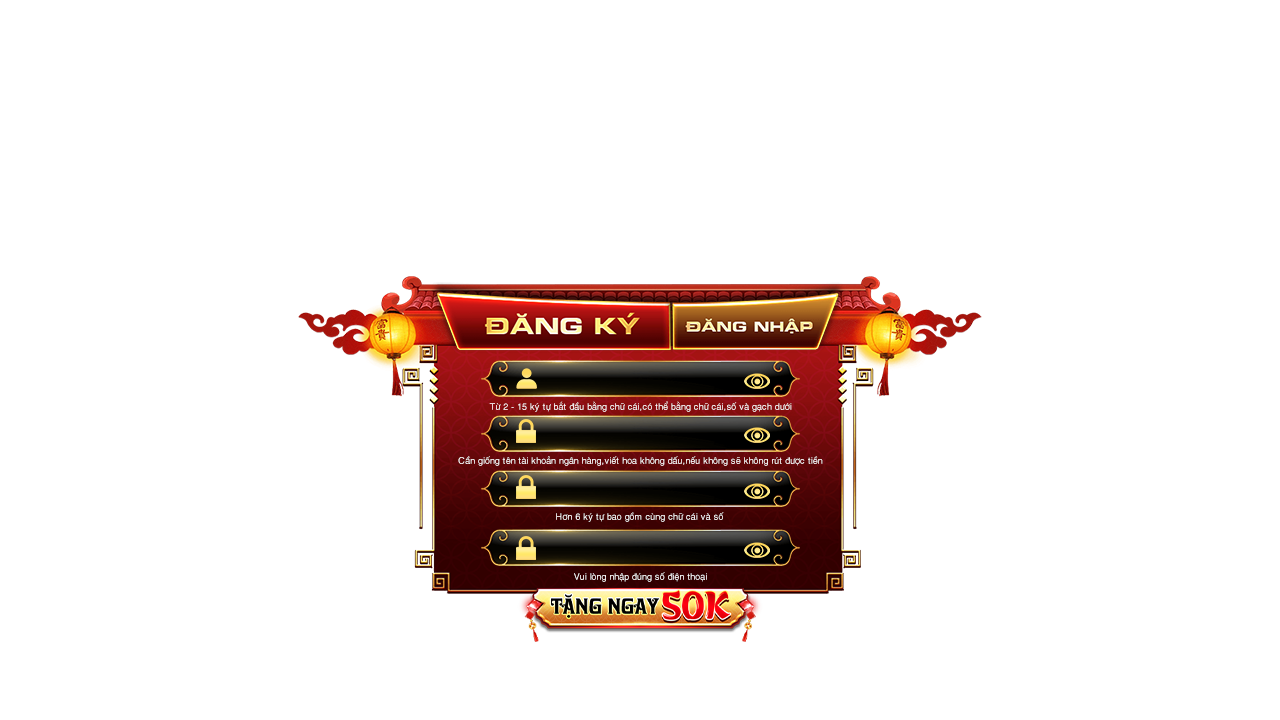 ĐĂNG KÝ
ĐĂNG NHẬP
Từ 2 - 15 ký tự bắt đầu bằng chữ cái,có thể bằng chữ cái,số và gạch dưới
Cần giống tên tài khoản ngân hàng,viết hoa không dấu,nếu không sẽ không rút được tiền
Hơn 6 ký tự bao gồm cùng chữ cái và số
Vui lòng nhập đúng số điện thoại
TẶNG NGAY 50K